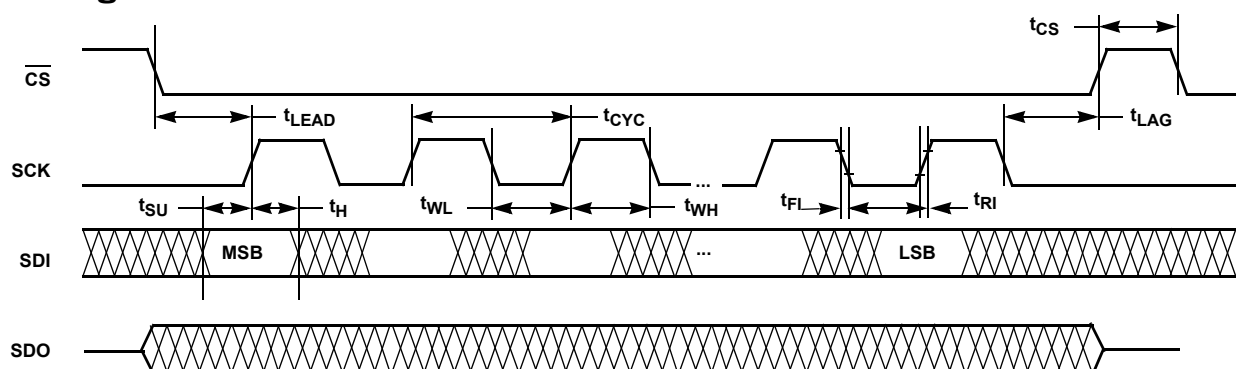 tCS
CS
tLEAD
tCYC
tLAG
SCK
...
tSU
tH
tWL
tWH
tFI
tRI
SDI
MSB
...
LSB
SDO